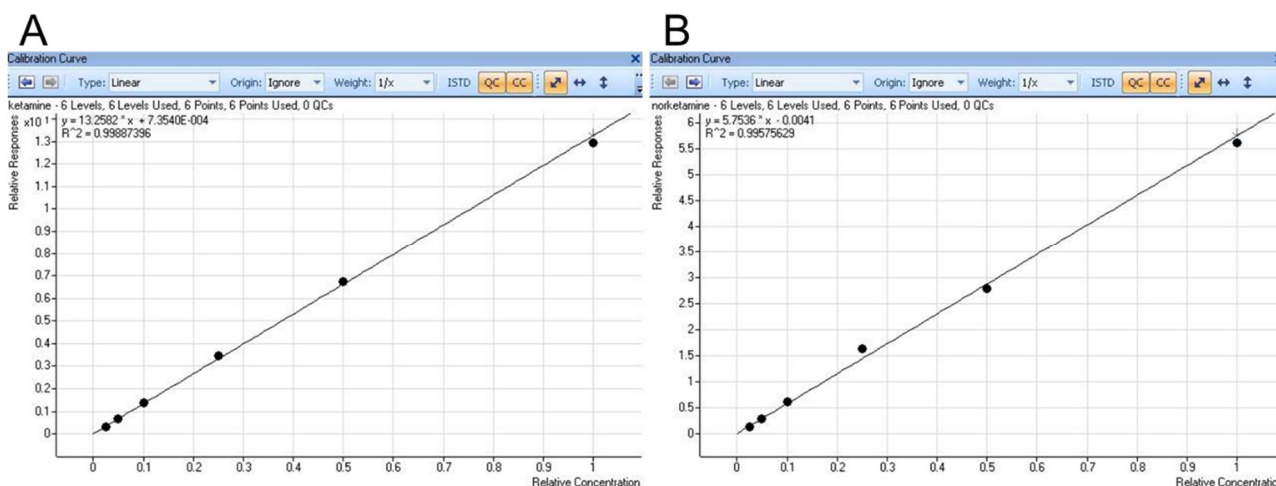 A
Calibration Curve
Type: Linear Origin: Ignore Weight: 1/x ISTD QC CC
ketamine - 6 Levels, 6 Levels Used, 6 Points, 6 Points Used, 0 QCs
x10 1
y = 13.2582 * x + 7.3540E-004
R^2 = 0.99887396
Relative Responses
1.3
1.2
1.1
1
0.9
0.8
0.7
0.6
0.5
0.4
0.3
0.2
0.1
0
0 0.1 0.2 0.3 0.4 0.5 0.6 0.7 0.8 0.9 1
Relative Concentration
B
Calibration Curve
Type: Linear Origin: Ignore Weight: 1/x ISTD QC CC
norketamine - 6 Levels, 6 Levels Used, 6 Points, 6 Points Used, 0 QCs
y = 5.7536 * x - 0.0041
R^2 = 0.99575629
Relative Responses
6
5.5
5
4.5
4
3.5
3
2.5
2
1.5
1
0.5
0
0 0.1 0.2 0.3 0.4 0.5 0.6 0.7 0.8 0.9 1
Relative Concentration